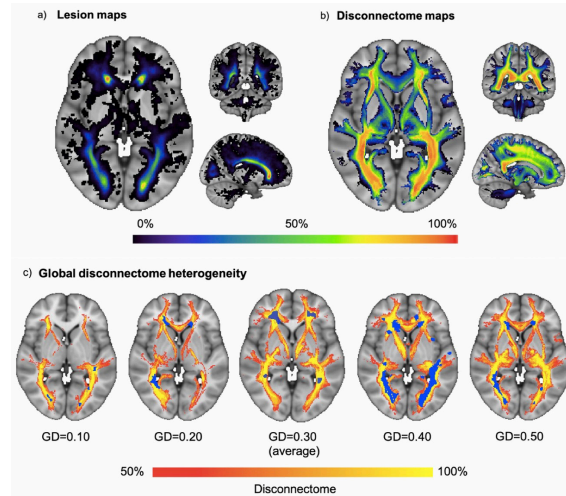 a) Lesion maps
b) Disconnectome maps
0% 50% 100%
c) Global disconnectome heterogeneity
GD=0.10 GD=0.20 GD=0.30 GD=0.40 GD=0.50
(average)
50% 100%
Disconnectome